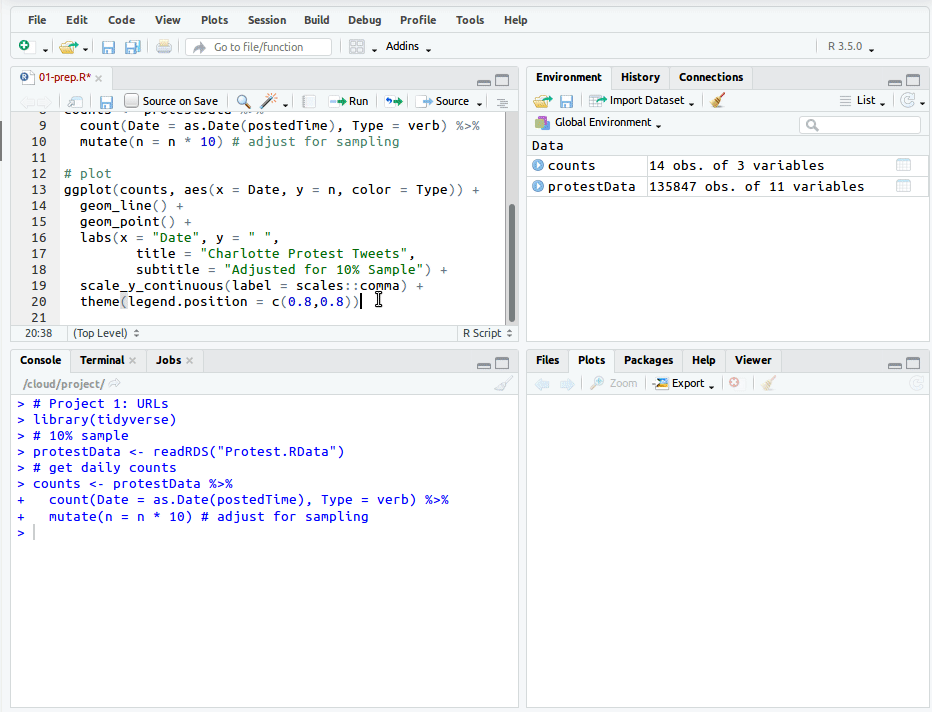 File Edit Code View Plots Session Build Debug Profile Tools Help
Go to file/function Addins R 3.5.0
01-prep.R*
Source on Save Run Source
8 counts <- protestData %>%
9 count(Date = as.Date(postedTime), Type = verb) %>%
10 mutate(n = n * 10) # adjust for sampling
11
12 # plot
13 ggplot(counts, aes(x = Date, y = n, color = Type)) +
14 geom_line() +
15 geom_point() +
16 labs(x = "Date", y = " ",
17 title = "Charlotte Protest Tweets",
18 subtitle = "Adjusted for 10% Sample") +
19 scale_y_continuous(label = scales::comma) +
20 theme(legend.position = c(0.8,0.8))
21
20:38 (Top Level) R Script
Environment History Connections
Import Dataset List
Global Environment
Data
counts 14 obs. of 3 variables
protestData 135847 obs. of 11 variables
Console Terminal Jobs
/cloud/project/
> # Project 1: URLs
> library(tidyverse)
> # 10% sample
> protestData <- readRDS("Protest.RData")
> # get daily counts
> counts <- protestData %>%
+ count(Date = as.Date(postedTime), Type = verb) %>%
+ mutate(n = n * 10) # adjust for sampling
>
Files Plots Packages Help Viewer
Zoom Export